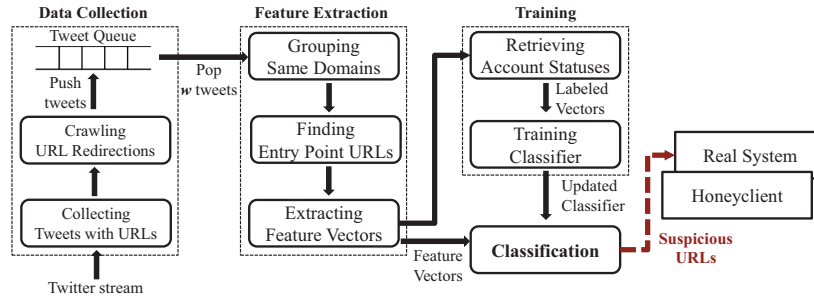 Data Collection
Tweet Queue
Push
tweets
Crawling
URL Redirections
Collecting
Tweets with URLs
Twitter stream
Pop
w tweets
Feature Extraction
Grouping
Same Domains
Finding
Entry Point URLs
Extracting
Feature Vectors
Feature
Vectors
Training
Retrieving
Account Statuses
Labeled
Vectors
Training
Classifier
Updated
Classifier
Classification
Suspicious
URLs
Real System
Honeyclient